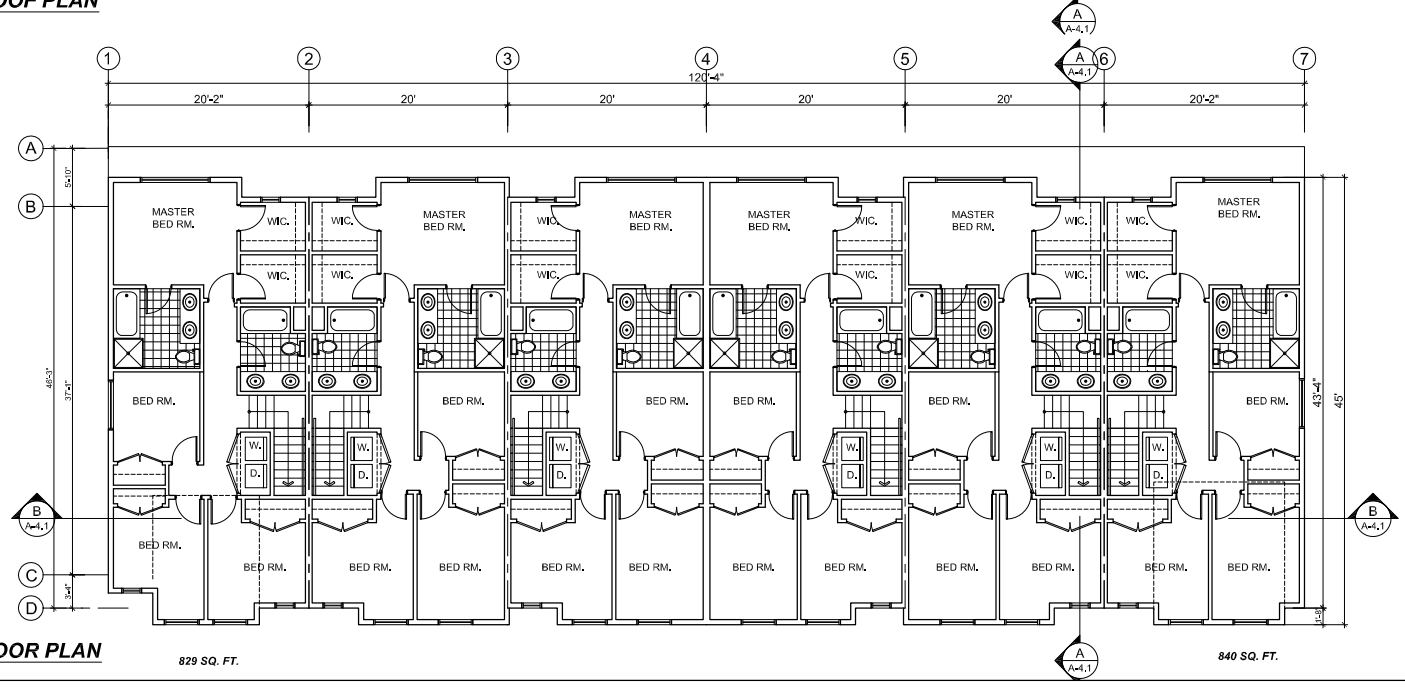 OOF PLAN
A
A-4.1
1
2
3
4
5
A
A-4.1
6
7
120'-4"
20'-2"
20'
20'
20'
20'
20'-2"
A
B
C
D
5'-10"
37'-1"
46'-3"
3'-4"
MASTER
BED RM.
WIC.
WIC.
MASTER
BED RM.
WIC.
MASTER
BED RM.
MASTER
BED RM.
WIC.
MASTER
BED RM.
WIC.
WIC.
MASTER
BED RM.
WIC.
WIC.
WIC.
WIC.
WIC.
WIC.
BED RM.
BED RM.
BED RM.
BED RM.
BED RM.
BED RM.
43'-4"
45'
W.
W.
W.
W.
W.
W.
D.
D.
D.
D.
D.
D.
B
A-4.1
B
A-4.1
BED RM.
BED RM.
BED RM.
BED RM.
BED RM.
BED RM.
BED RM.
BED RM.
BED RM.
BED RM.
BED RM.
BED RM.
1'-8"
OOR PLAN
829 SQ. FT.
A
A-4.1
840 SQ. FT.